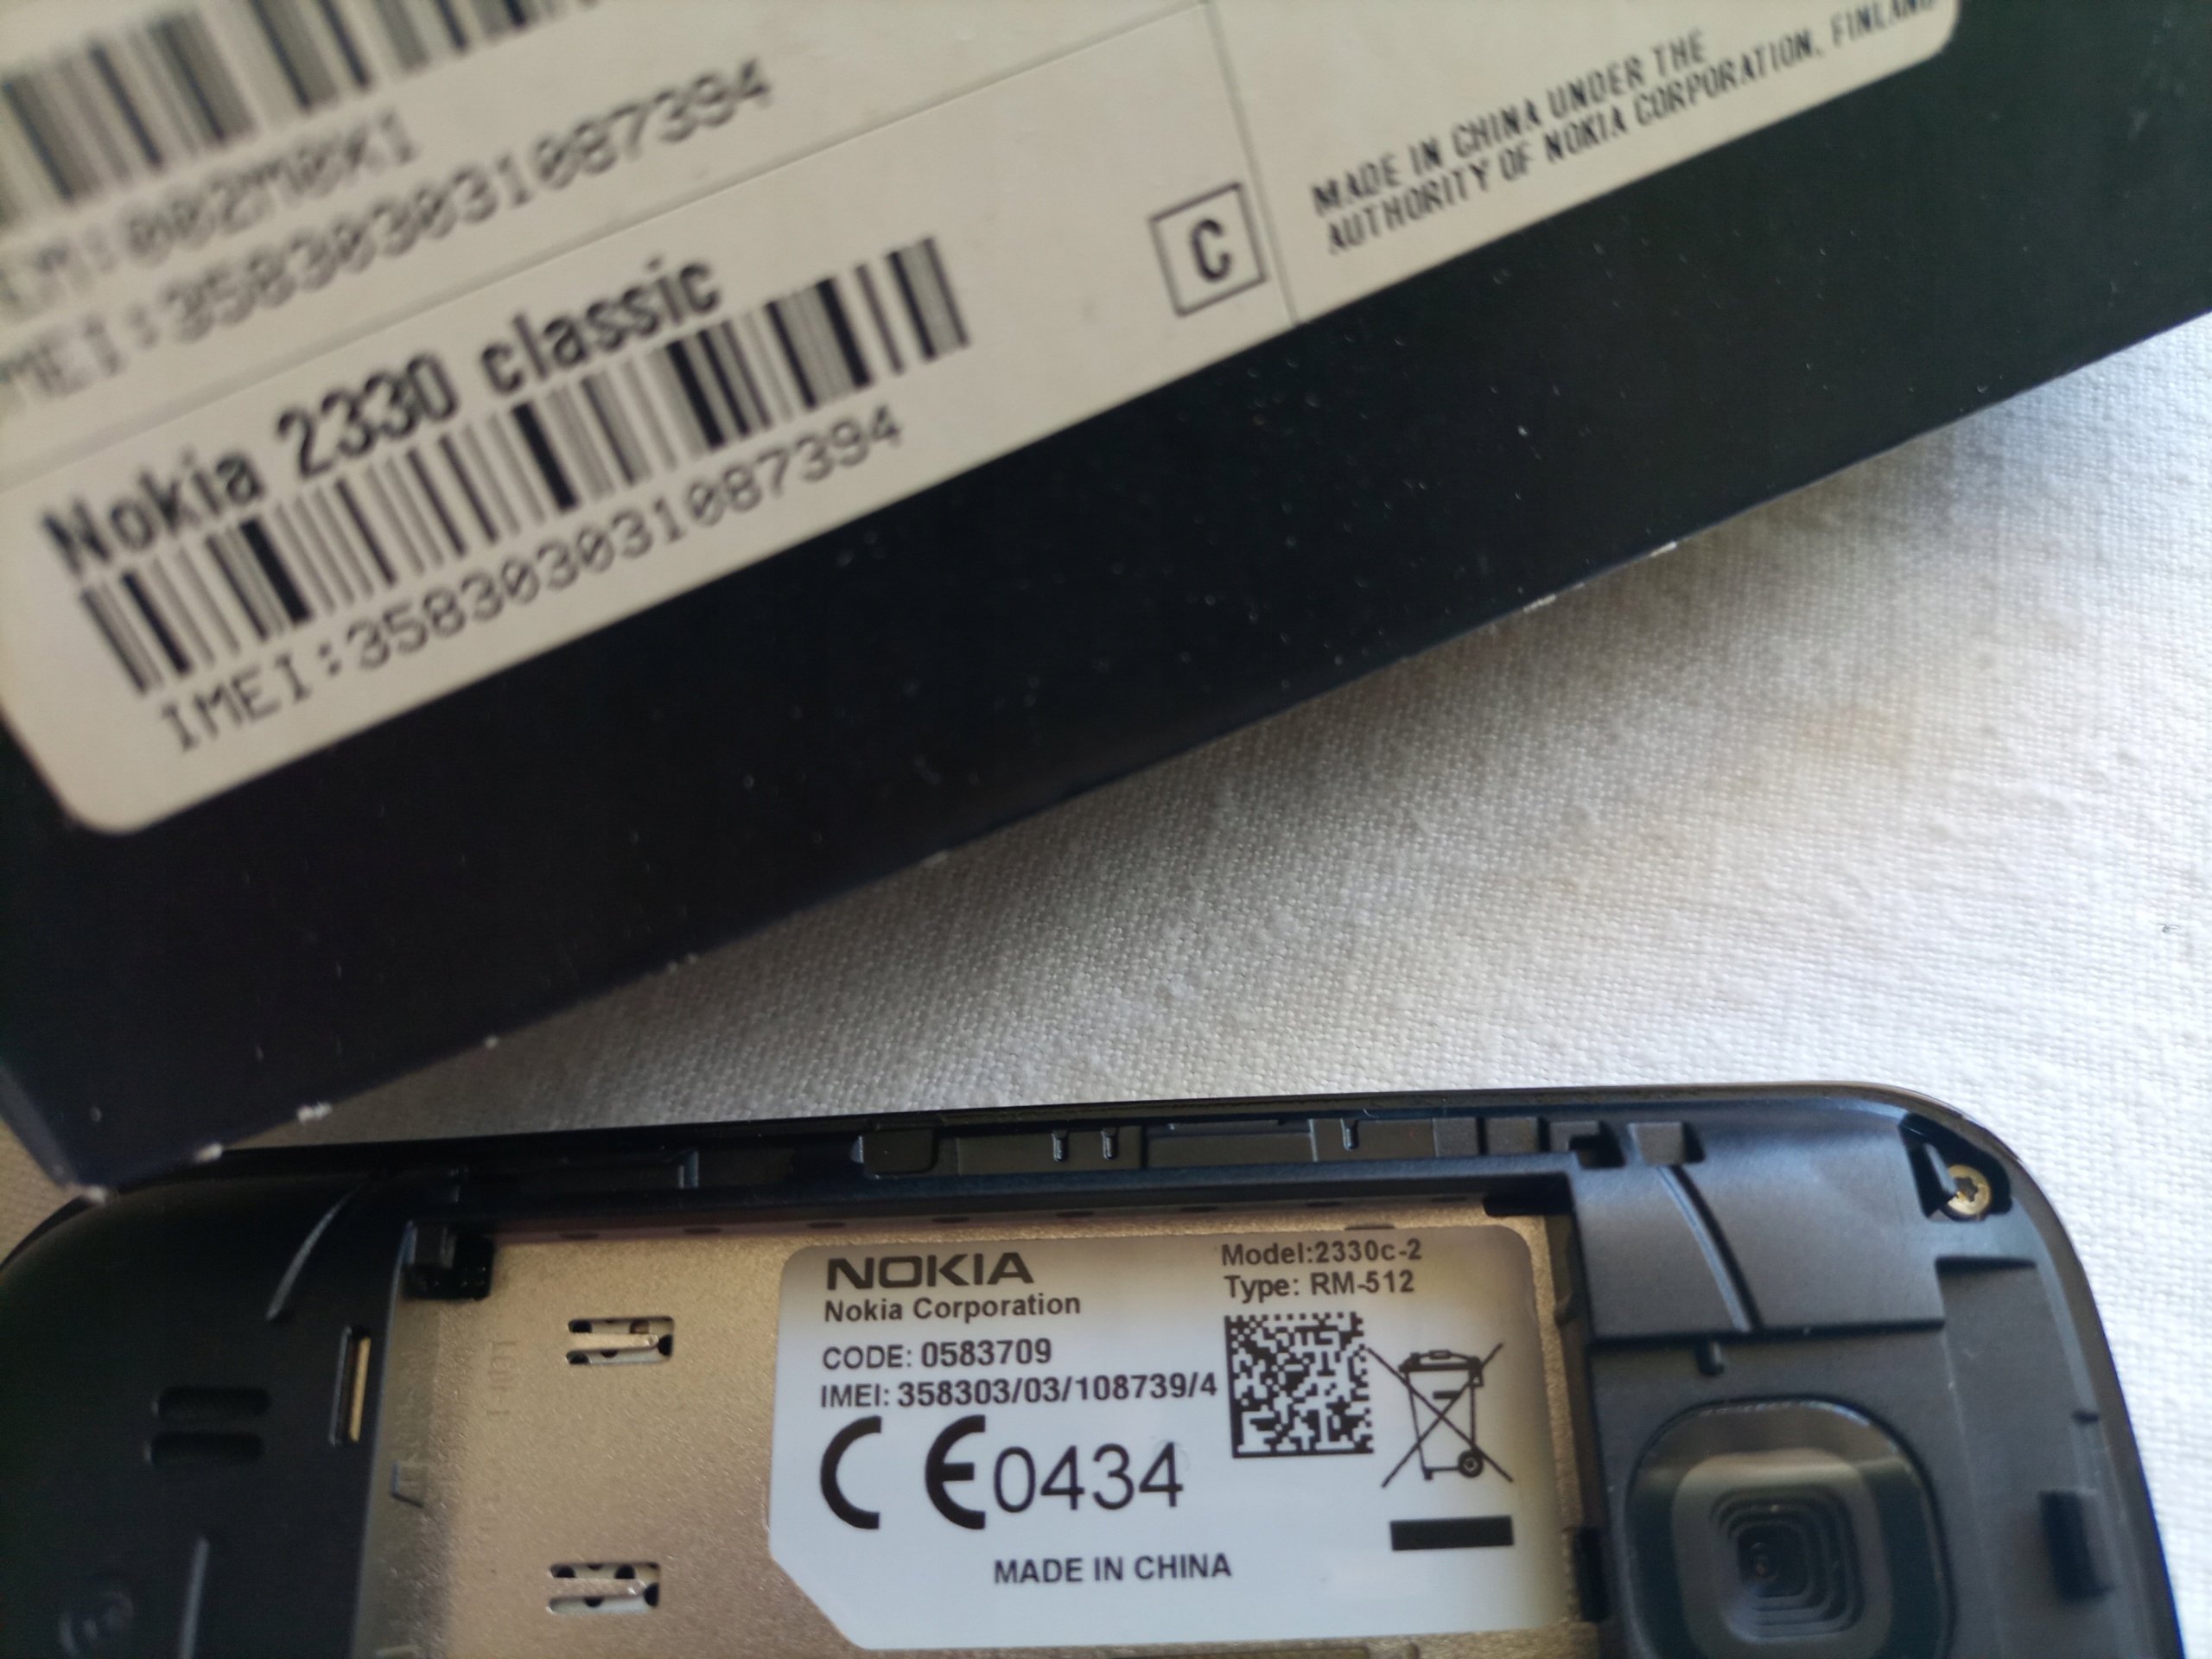 002M0K1
IMEI:358303031087394
Nokia 2330 classic
IMEI:358303031087394
C
MADE IN CHINA UNDER THE
AUTHORITY OF NOKIA CORPORATION, FINLAND
NOKIA
Nokia Corporation
Model:2330c-2
Type: RM-512
CODE: 0583709
IMEI: 358303/03/108739/4
CE0434
MADE IN CHINA